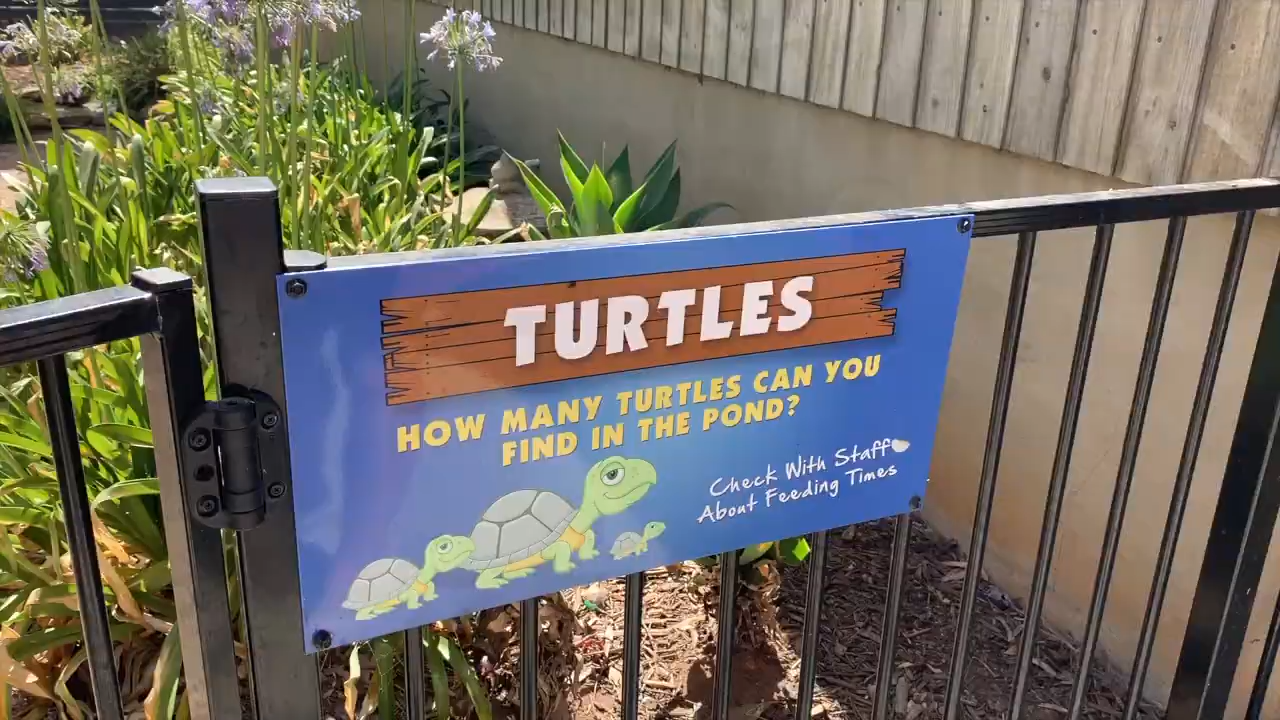 TURTLES
HOW MANY TURTLES CAN YOU
FIND IN THE POND?
Check With Staff
About Feeding Times